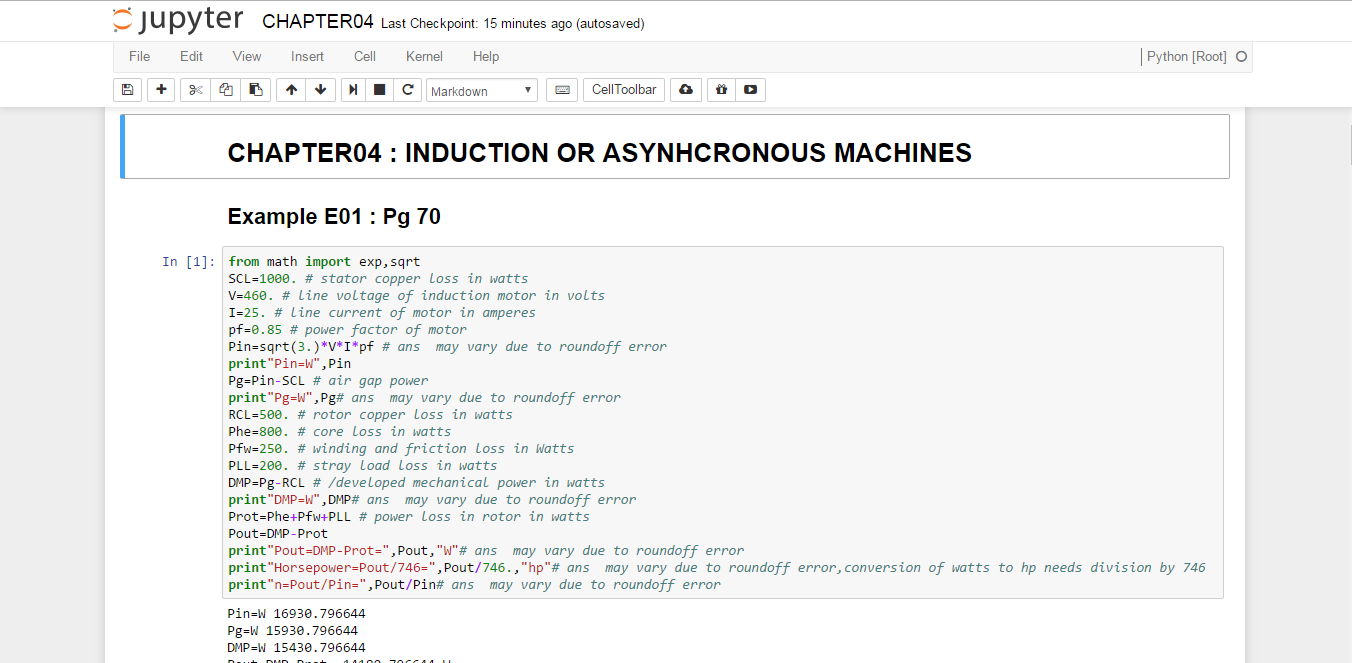 jupyter CHAPTER04 Last Checkpoint: 15 minutes ago (autosaved)
File Edit View Insert Cell Kernel Help Python [Root]
Markdown CellToolbar
CHAPTER04 : INDUCTION OR ASYNHCRONOUS MACHINES
Example E01 : Pg 70
In [1]: from math import exp,sqrt
SCL=1000. # stator copper loss in watts
V=460. # line voltage of induction motor in volts
I=25. # line current of motor in amperes
pf=0.85 # power factor of motor
Pin=sqrt(3.)*V*I*pf # ans  may vary due to roundoff error
print"Pin=W",Pin
Pg=Pin-SCL # air gap power
print"Pg=W",Pg# ans  may vary due to roundoff error
RCL=500. # rotor copper loss in watts
Phe=800. # core loss in watts
Pfw=250. # winding and friction loss in Watts
PLL=200. # stray load loss in watts
DMP=Pg-RCL # /developed mechanical power in watts
print"DMP=W",DMP# ans  may vary due to roundoff error
Prot=Phe+Pfw+PLL # power loss in rotor in watts
Pout=DMP-Prot
print"Pout=DMP-Prot=",Pout,"W"# ans  may vary due to roundoff error
print"Horsepower=Pout/746=",Pout/746.,"hp"# ans  may vary due to roundoff error,conversion of watts to hp needs division by 746
print"n=Pout/Pin=",Pout/Pin# ans  may vary due to roundoff error
Pin=W 16930.796644
Pg=W 15930.796644
DMP=W 15430.796644